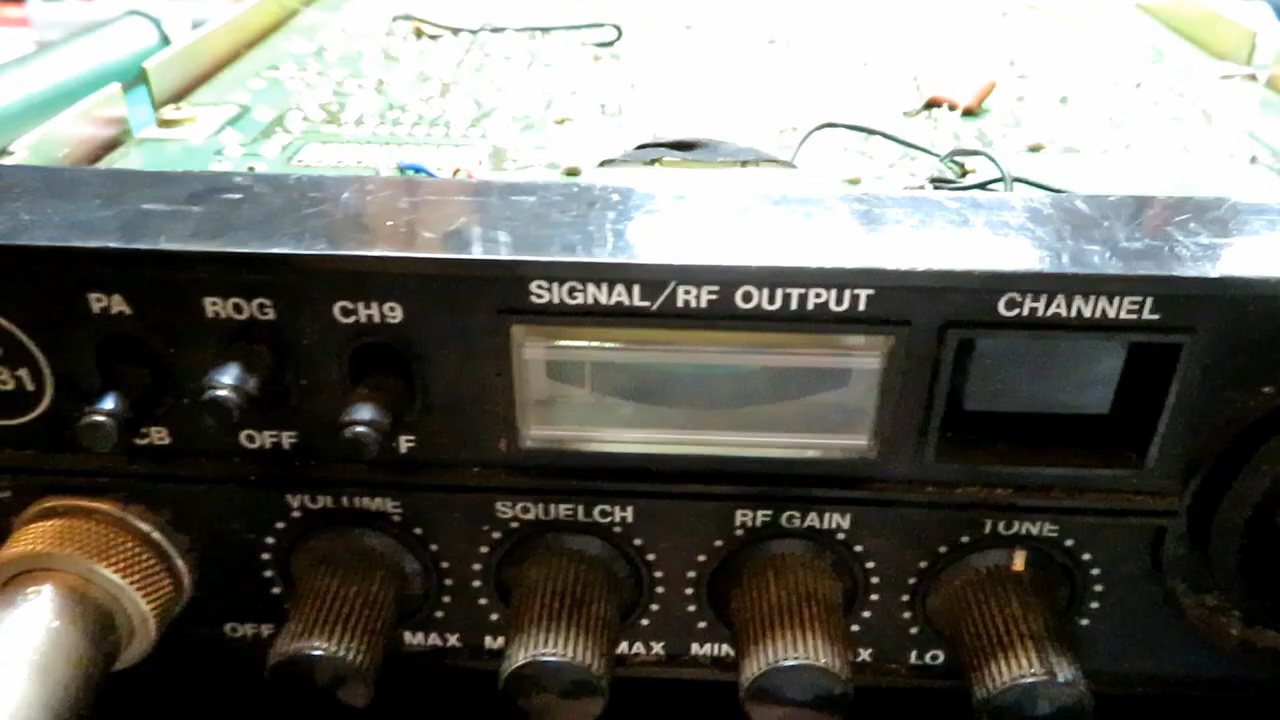 PA ROG CH9 SIGNAL/RF OUTPUT CHANNEL
CB OFF F
VOLUME SQUELCH RF GAIN TONE
OFF MAX M MAX MIN X LO